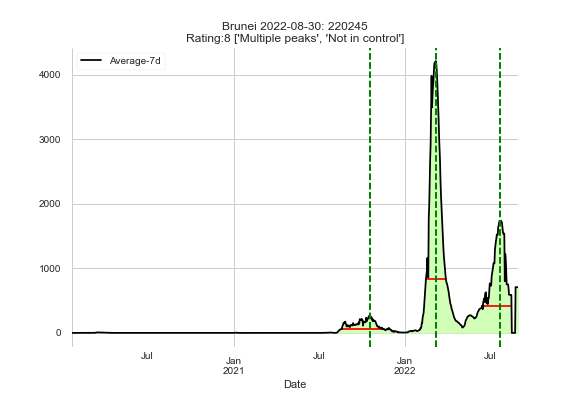 Brunei 2022-08-30: 220245
Rating:8 ['Multiple peaks', 'Not in control']
Average-7d
4000
3000
2000
1000
0
Jul
Jan
2021
Jul
Jan
2022
Jul
Date